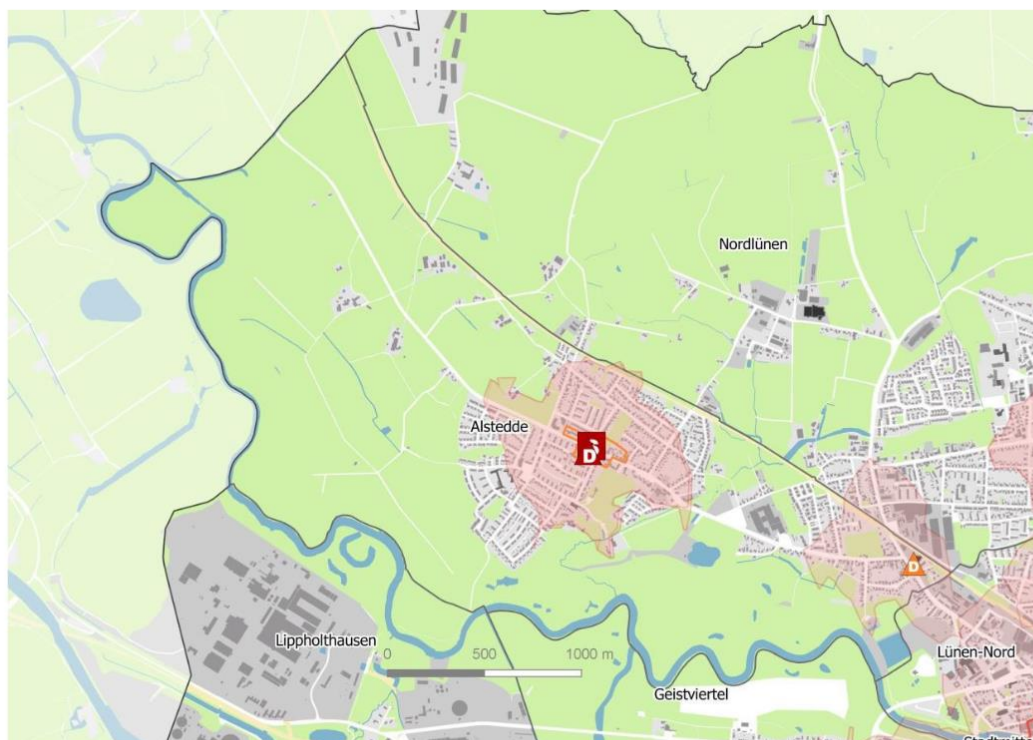 Nordlünen
Alstedde
D
D
Lippholthausen
0 500 1000 m
Lünen-Nord
Geistviertel